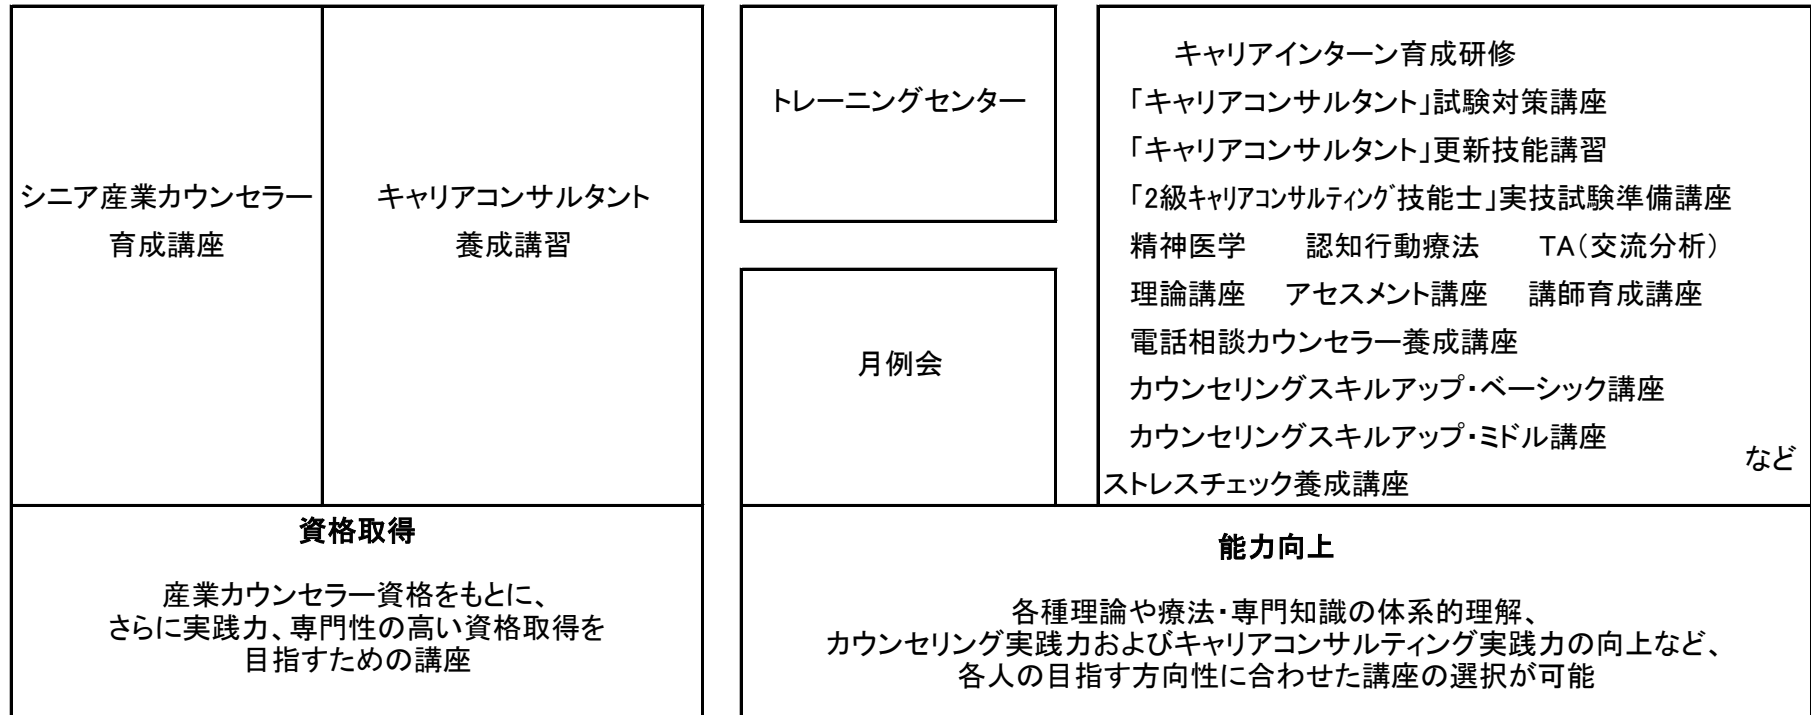 シニア産業カウンセラー
育成講座
キャリアコンサルタント
養成講習
資格取得
産業カウンセラー資格をもとに、
さらに実践力、専門性の高い資格取得を
目指すための講座
トレーニングセンター
月例会
キャリアインターン育成研修
「キャリアコンサルタント」試験対策講座
「キャリアコンサルタント」更新技能講習
「2級ｷｬﾘｱｺﾝｻﾙﾃｨﾝｸﾞ技能士」実技試験準備講座
精神医学　　認知行動療法　　TA(交流分析)
理論講座　アセスメント講座　講師育成講座
電話相談カウンセラー養成講座
カウンセリングスキルアップ・ベーシック講座
カウンセリングスキルアップ・ミドル講座
など
ストレスチェック養成講座
能力向上
各種理論や療法・専門知識の体系的理解、
カウンセリング実践力およびキャリアコンサルティング実践力の向上など、
各人の目指す方向性に合わせた講座の選択が可能